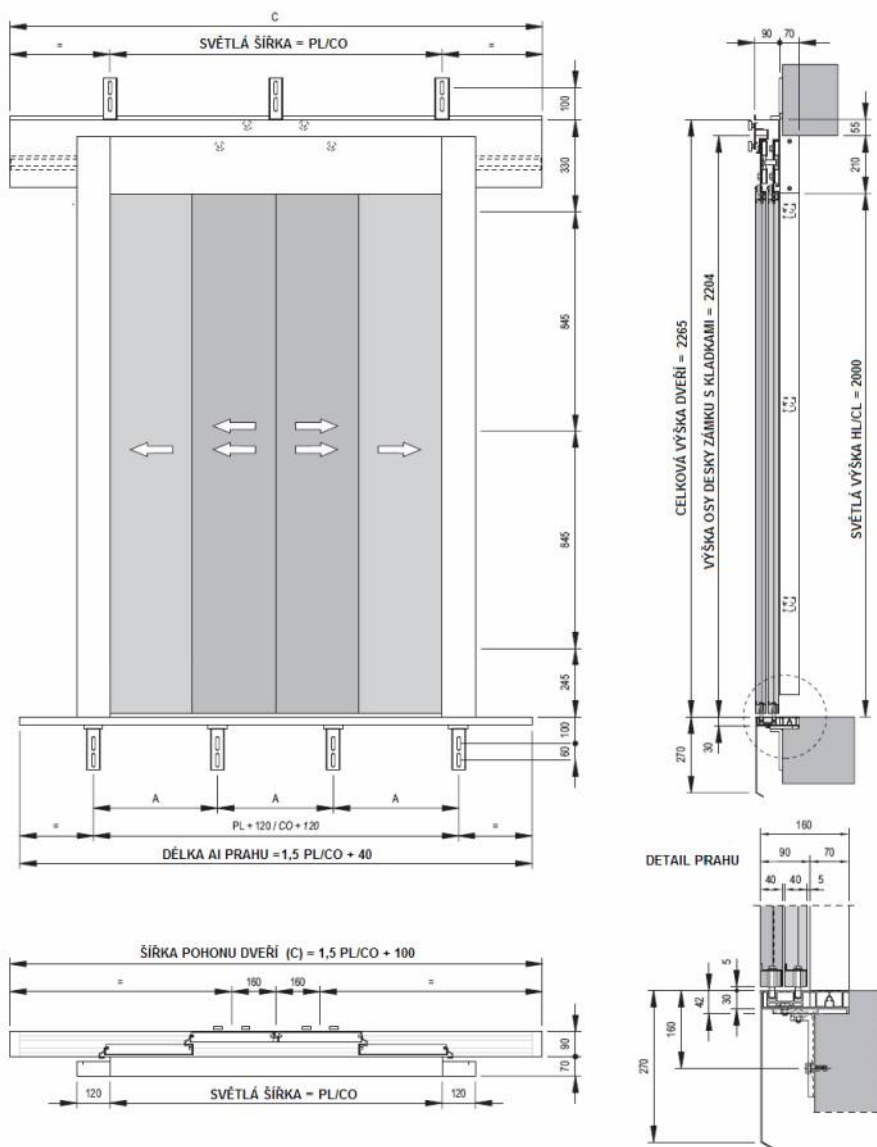 C
= SVĚTLÁ ŠÍŘKA = PL/CO =
100
330
845
845
245
100
60
A A A
= PL + 120 / CO + 120 =
DÉLKA Al PRAHU = 1,5 PL/CO + 40
90 70
55
210
CELKOVÁ VÝŠKA DVEŘÍ = 2265
VÝŠKA OSY DESKY ZÁMKU S KLADKAMI = 2204
SVĚTLÁ VÝŠKA HL/CL = 2000
270
30
ŠÍŘKA POHONU DVEŘÍ (C) = 1,5 PL/CO + 100
= 160 160 =
90
70
120 SVĚTLÁ ŠÍŘKA = PL/CO 120
DETAIL PRAHU
160
90 70
40 40 5
5
42
30
160
270